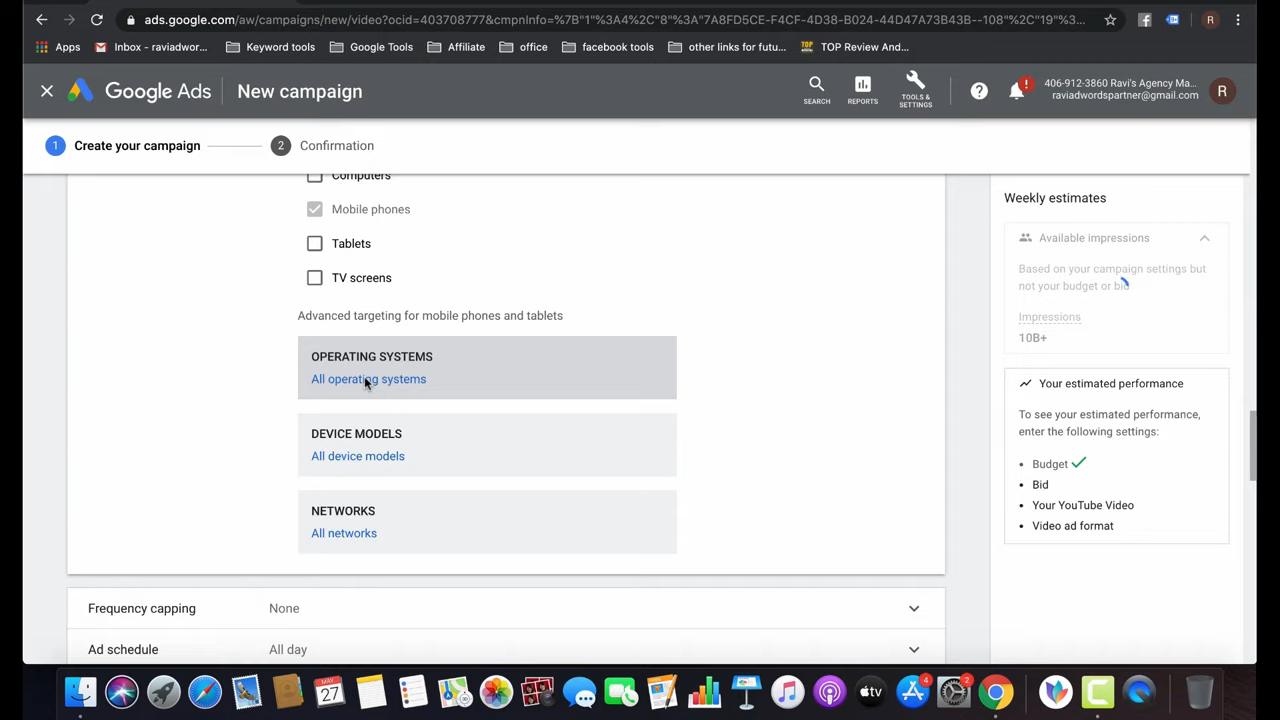 ads.google.com/aw/campaigns/new/video?ocid=403708777&cmpnInfo=%7B"1"%3A4%2C"8"%3A"7A8FD5CE-F4CF-4D38-B024-44D47A73B43B--108"%2C"19"%3...
R
Apps
Inbox - raviadwor...
Keyword tools
Google Tools
Affiliate
office
facebook tools
other links for futu...
TOP Review And...
Google Ads
New campaign
SEARCH
REPORTS
TOOLS &
SETTINGS
406-912-3860 Ravi's Agency Ma...
raviadwordspartner@gmail.com
R
1 Create your campaign
2 Confirmation
Computers
Mobile phones
Tablets
TV screens
Advanced targeting for mobile phones and tablets
OPERATING SYSTEMS
All operating systems
DEVICE MODELS
All device models
NETWORKS
All networks
Frequency capping None
Ad schedule All day
Weekly estimates
Available impressions
Based on your campaign settings but
not your budget or bid
Impressions
10B+
Your estimated performance
To see your estimated performance,
enter the following settings:
• Budget
• Bid
• Your YouTube Video
• Video ad format
MAY
27
tv
4
2